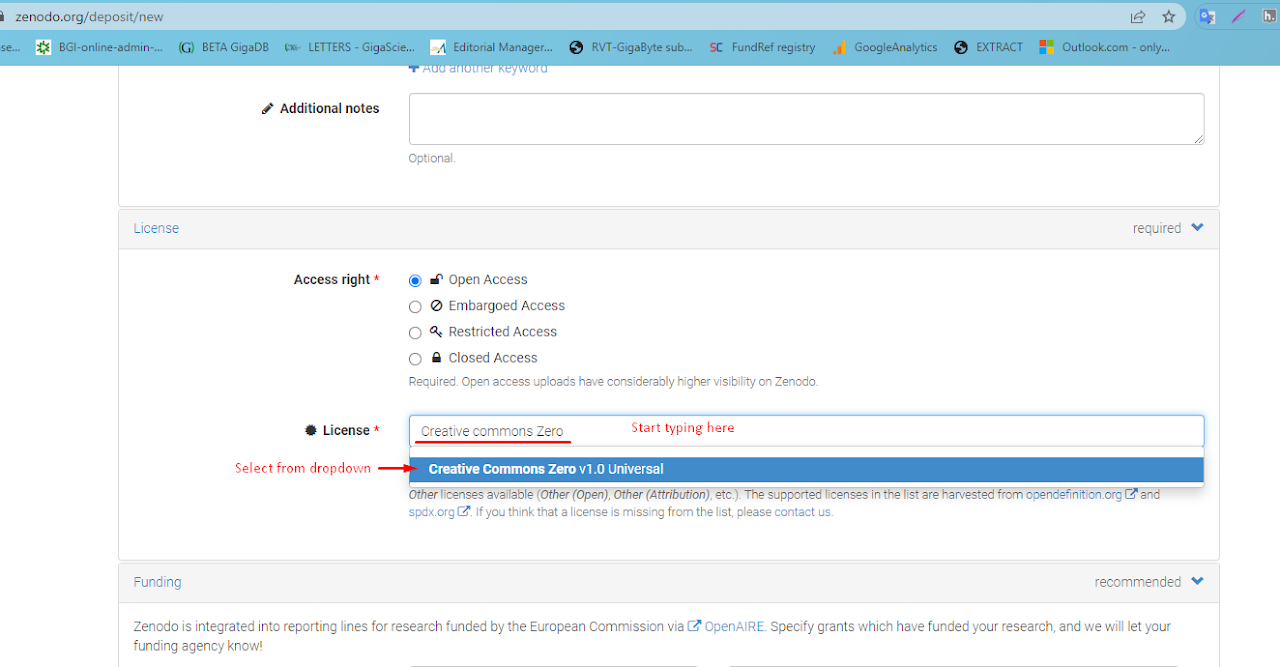 zenodo.org/deposit/new
se... BGI-online-admin-... BETA GigaDB LETTERS - GigaScie... Editorial Manager... RVT-GigaByte sub... SC FundRef registry GoogleAnalytics EXTRACT Outlook.com - only...
+ Add another keyword
Additional notes
Optional.
License required
Access right *
Open Access
Embargoed Access
Restricted Access
Closed Access
Required. Open access uploads have considerably higher visibility on Zenodo.
License * Creative commons Zero Start typing here
Select from dropdown Creative Commons Zero v1.0 Universal
Other licenses available (Other (Open), Other (Attribution), etc.). The supported licenses in the list are harvested from opendefinition.org and
spdx.org. If you think that a license is missing from the list, please contact us.
Funding recommended
Zenodo is integrated into reporting lines for research funded by the European Commission via OpenAIRE. Specify grants which have funded your research, and we will let your
funding agency know!